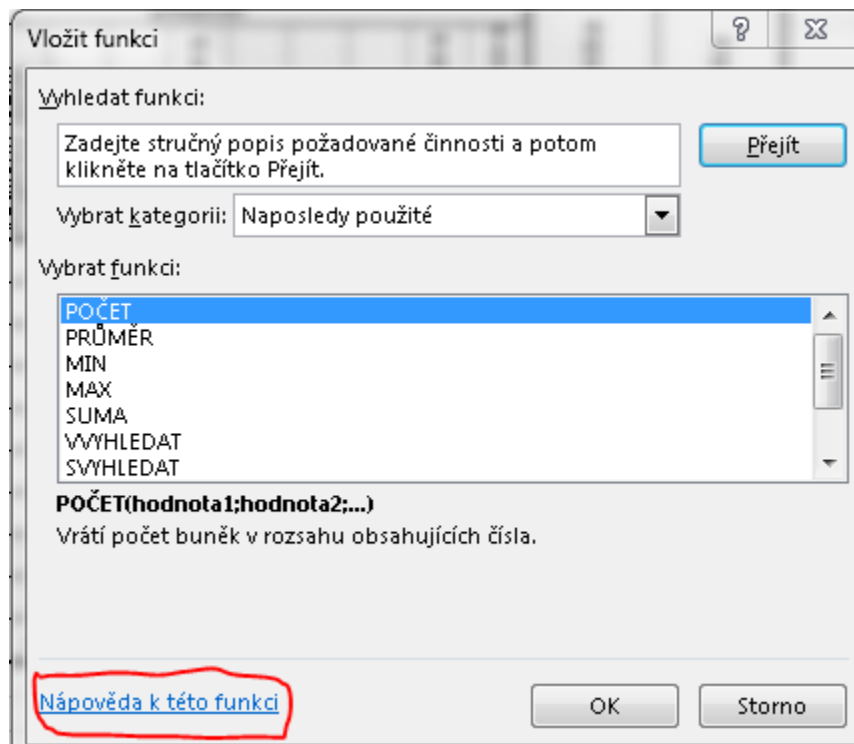 Vložit funkci
Vyhledat funkci:
Zadejte stručný popis požadované činnosti a potom
klikněte na tlačítko Přejít.
Přejít
Vybrat kategorii: Naposledy použité
Vybrat funkci:
POČET
PRŮMĚR
MIN
MAX
SUMA
VVYHLEDAT
SVYHLEDAT
POČET(hodnota1;hodnota2;...)
Vrátí počet buněk v rozsahu obsahujících čísla.
Nápověda k této funkci
OK
Storno